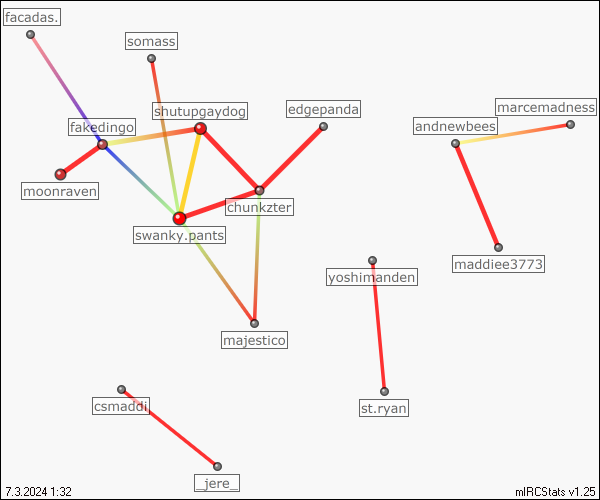 facadas.
somass
shutupgaydog
edgepanda
marcemadness
fakedingo
andnewbees
moonraven
chunkzter
swanky.pants
maddiee3773
yoshimanden
majestico
csmaddi
st.ryan
_jere_
7.3.2024 1:32
mIRCStats v1.25